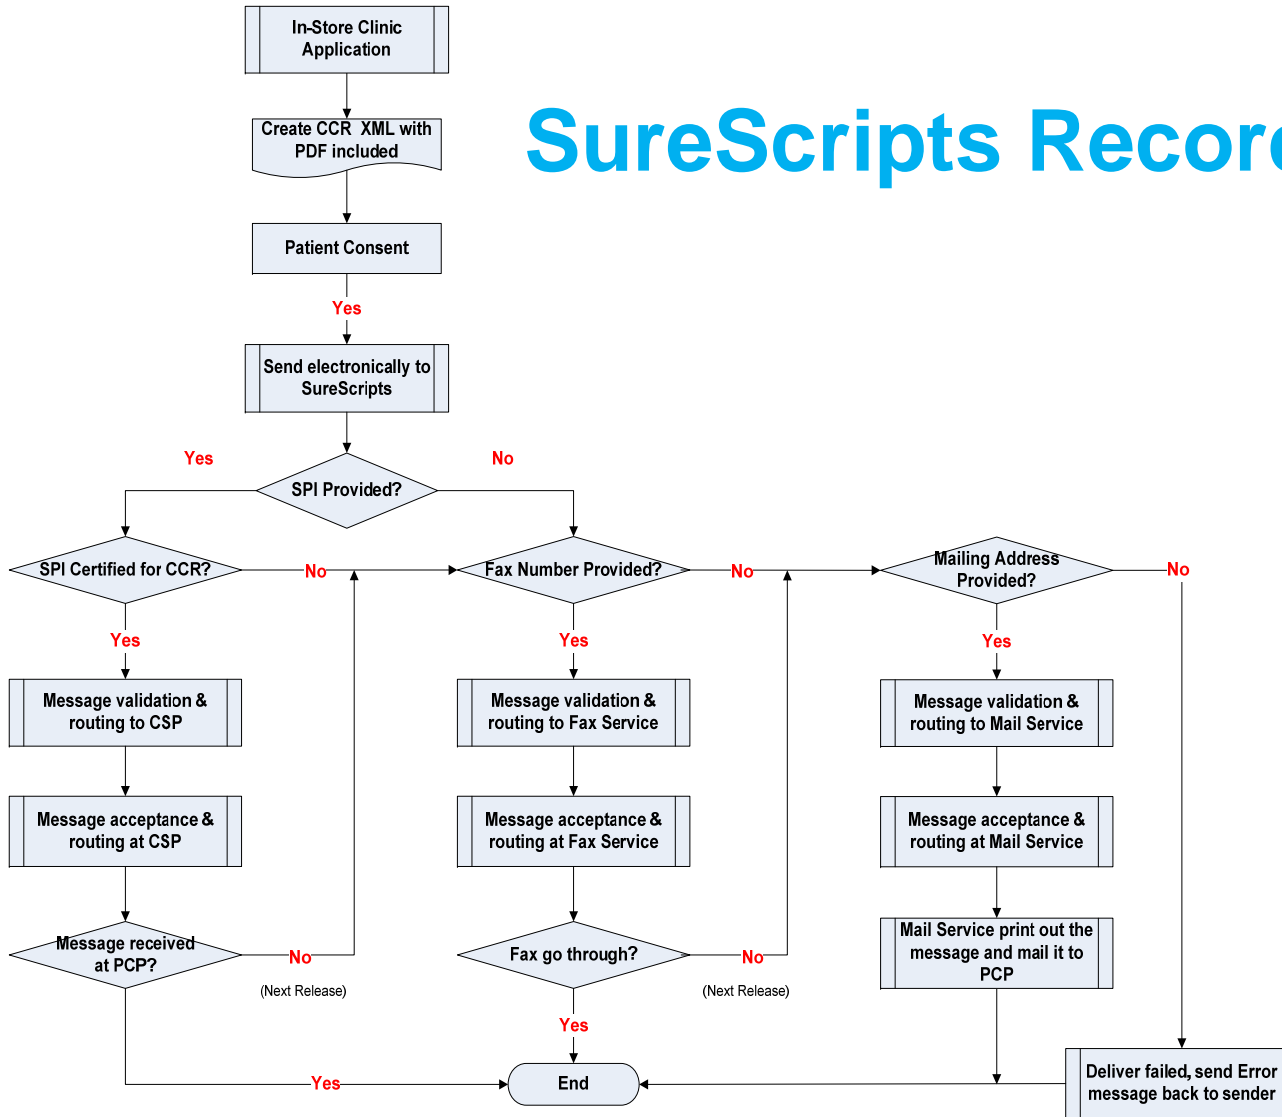 In-Store Clinic
Application
SureScripts Record
Create CCR XML with
PDF included
Patient Consent
Yes
Send electronically to
SureScripts
Yes
No
SPI Provided?
SPI Certified for CCR?
No
Fax Number Provided?
No
Mailing Address
Provided?
No
Yes
Yes
Yes
Message validation &
routing to CSP
Message validation &
routing to Fax Service
Message validation &
routing to Mail Service
Message acceptance &
routing at CSP
Message acceptance &
routing at Fax Service
Message acceptance &
routing at Mail Service
Message received
at PCP?
No
(Next Release)
Fax go through?
No
(Next Release)
Mail Service print out the
message and mail it to
PCP
Yes
Yes
End
Deliver failed, send Error
message back to sender